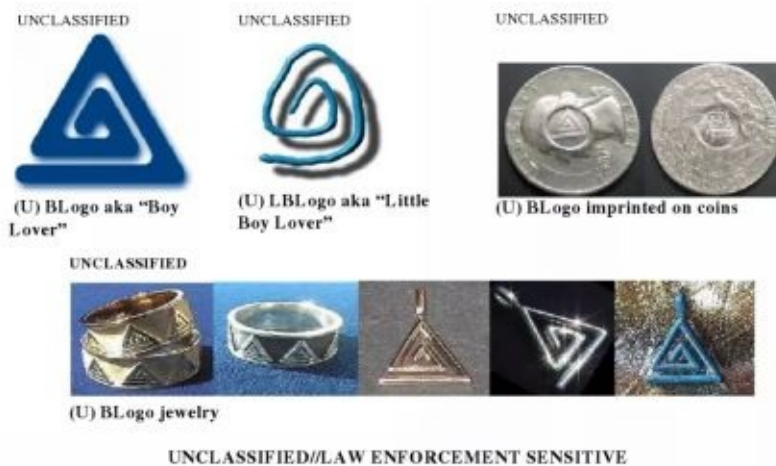 UNCLASSIFIED
UNCLASSIFIED
UNCLASSIFIED
(U) BLogo aka “Boy
Lover”
(U) LBLogo aka “Little
Boy Lover”
(U) BLogo imprinted on coins
UNCLASSIFIED
(U) BLogo jewelry
UNCLASSIFIED//LAW ENFORCEMENT SENSITIVE